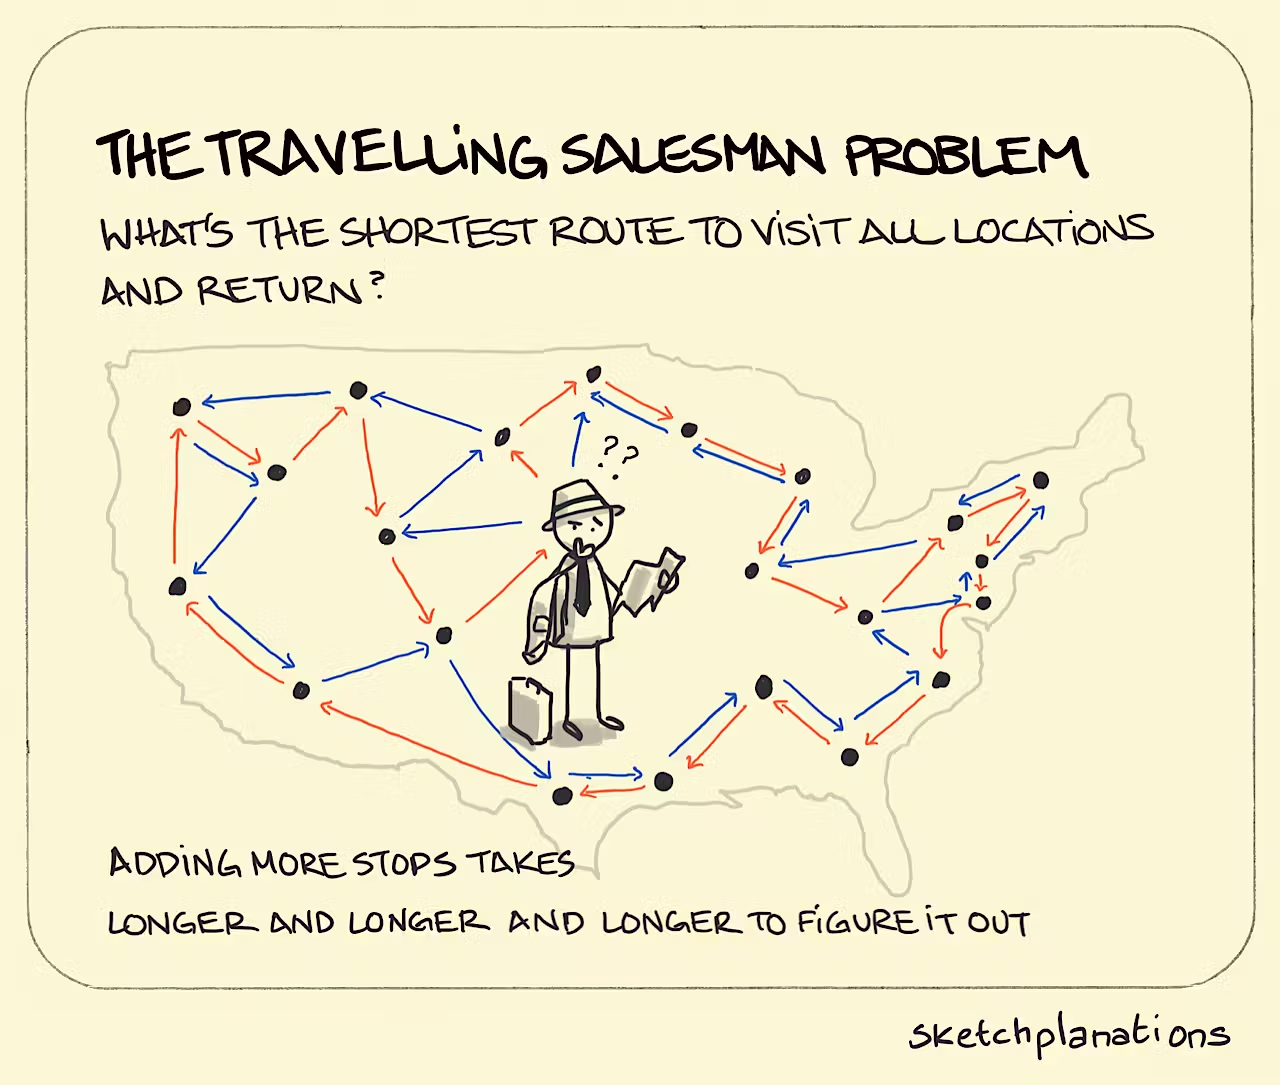 THE TRAVELLING SALESMAN PROBLEM
WHAT'S THE SHORTEST ROUTE TO VISIT ALL LOCATIONS
AND RETURN?
??
ADDING MORE STOPS TAKES
LONGER AND LONGER AND LONGER TO FIGURE IT OUT
sketchplanations